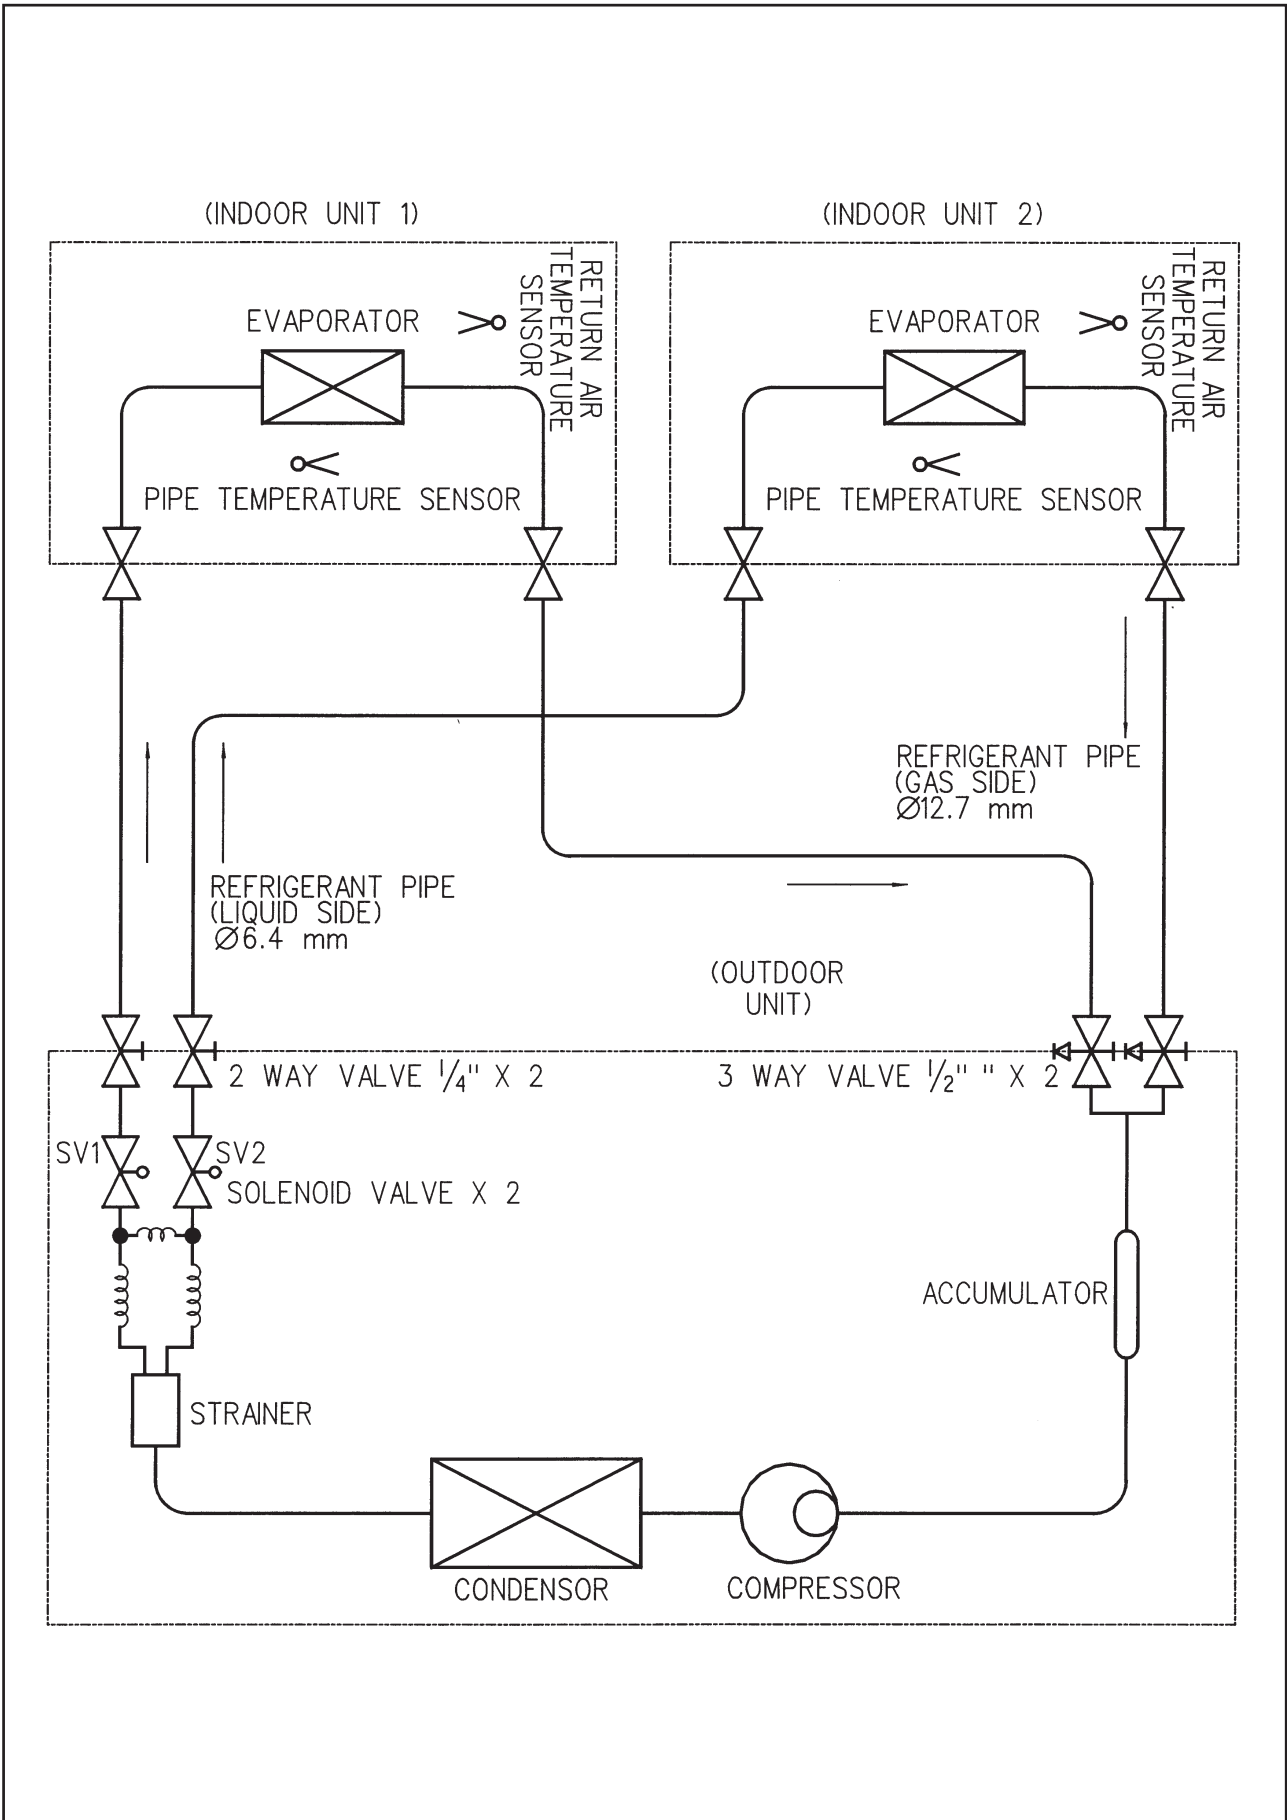 (INDOOR UNIT 1)
(INDOOR UNIT 2)
EVAPORATOR
RETURN AIR
TEMPERATURE
SENSOR
PIPE TEMPERATURE SENSOR
EVAPORATOR
RETURN AIR
TEMPERATURE
SENSOR
PIPE TEMPERATURE SENSOR
REFRIGERANT PIPE
(GAS SIDE)
Ø12.7 mm
REFRIGERANT PIPE
(LIQUID SIDE)
Ø6.4 mm
(OUTDOOR
UNIT)
2 WAY VALVE 1/4" X 2
3 WAY VALVE 1/2" " X 2
SV1
SV2
SOLENOID VALVE X 2
ACCUMULATOR
STRAINER
CONDENSOR
COMPRESSOR